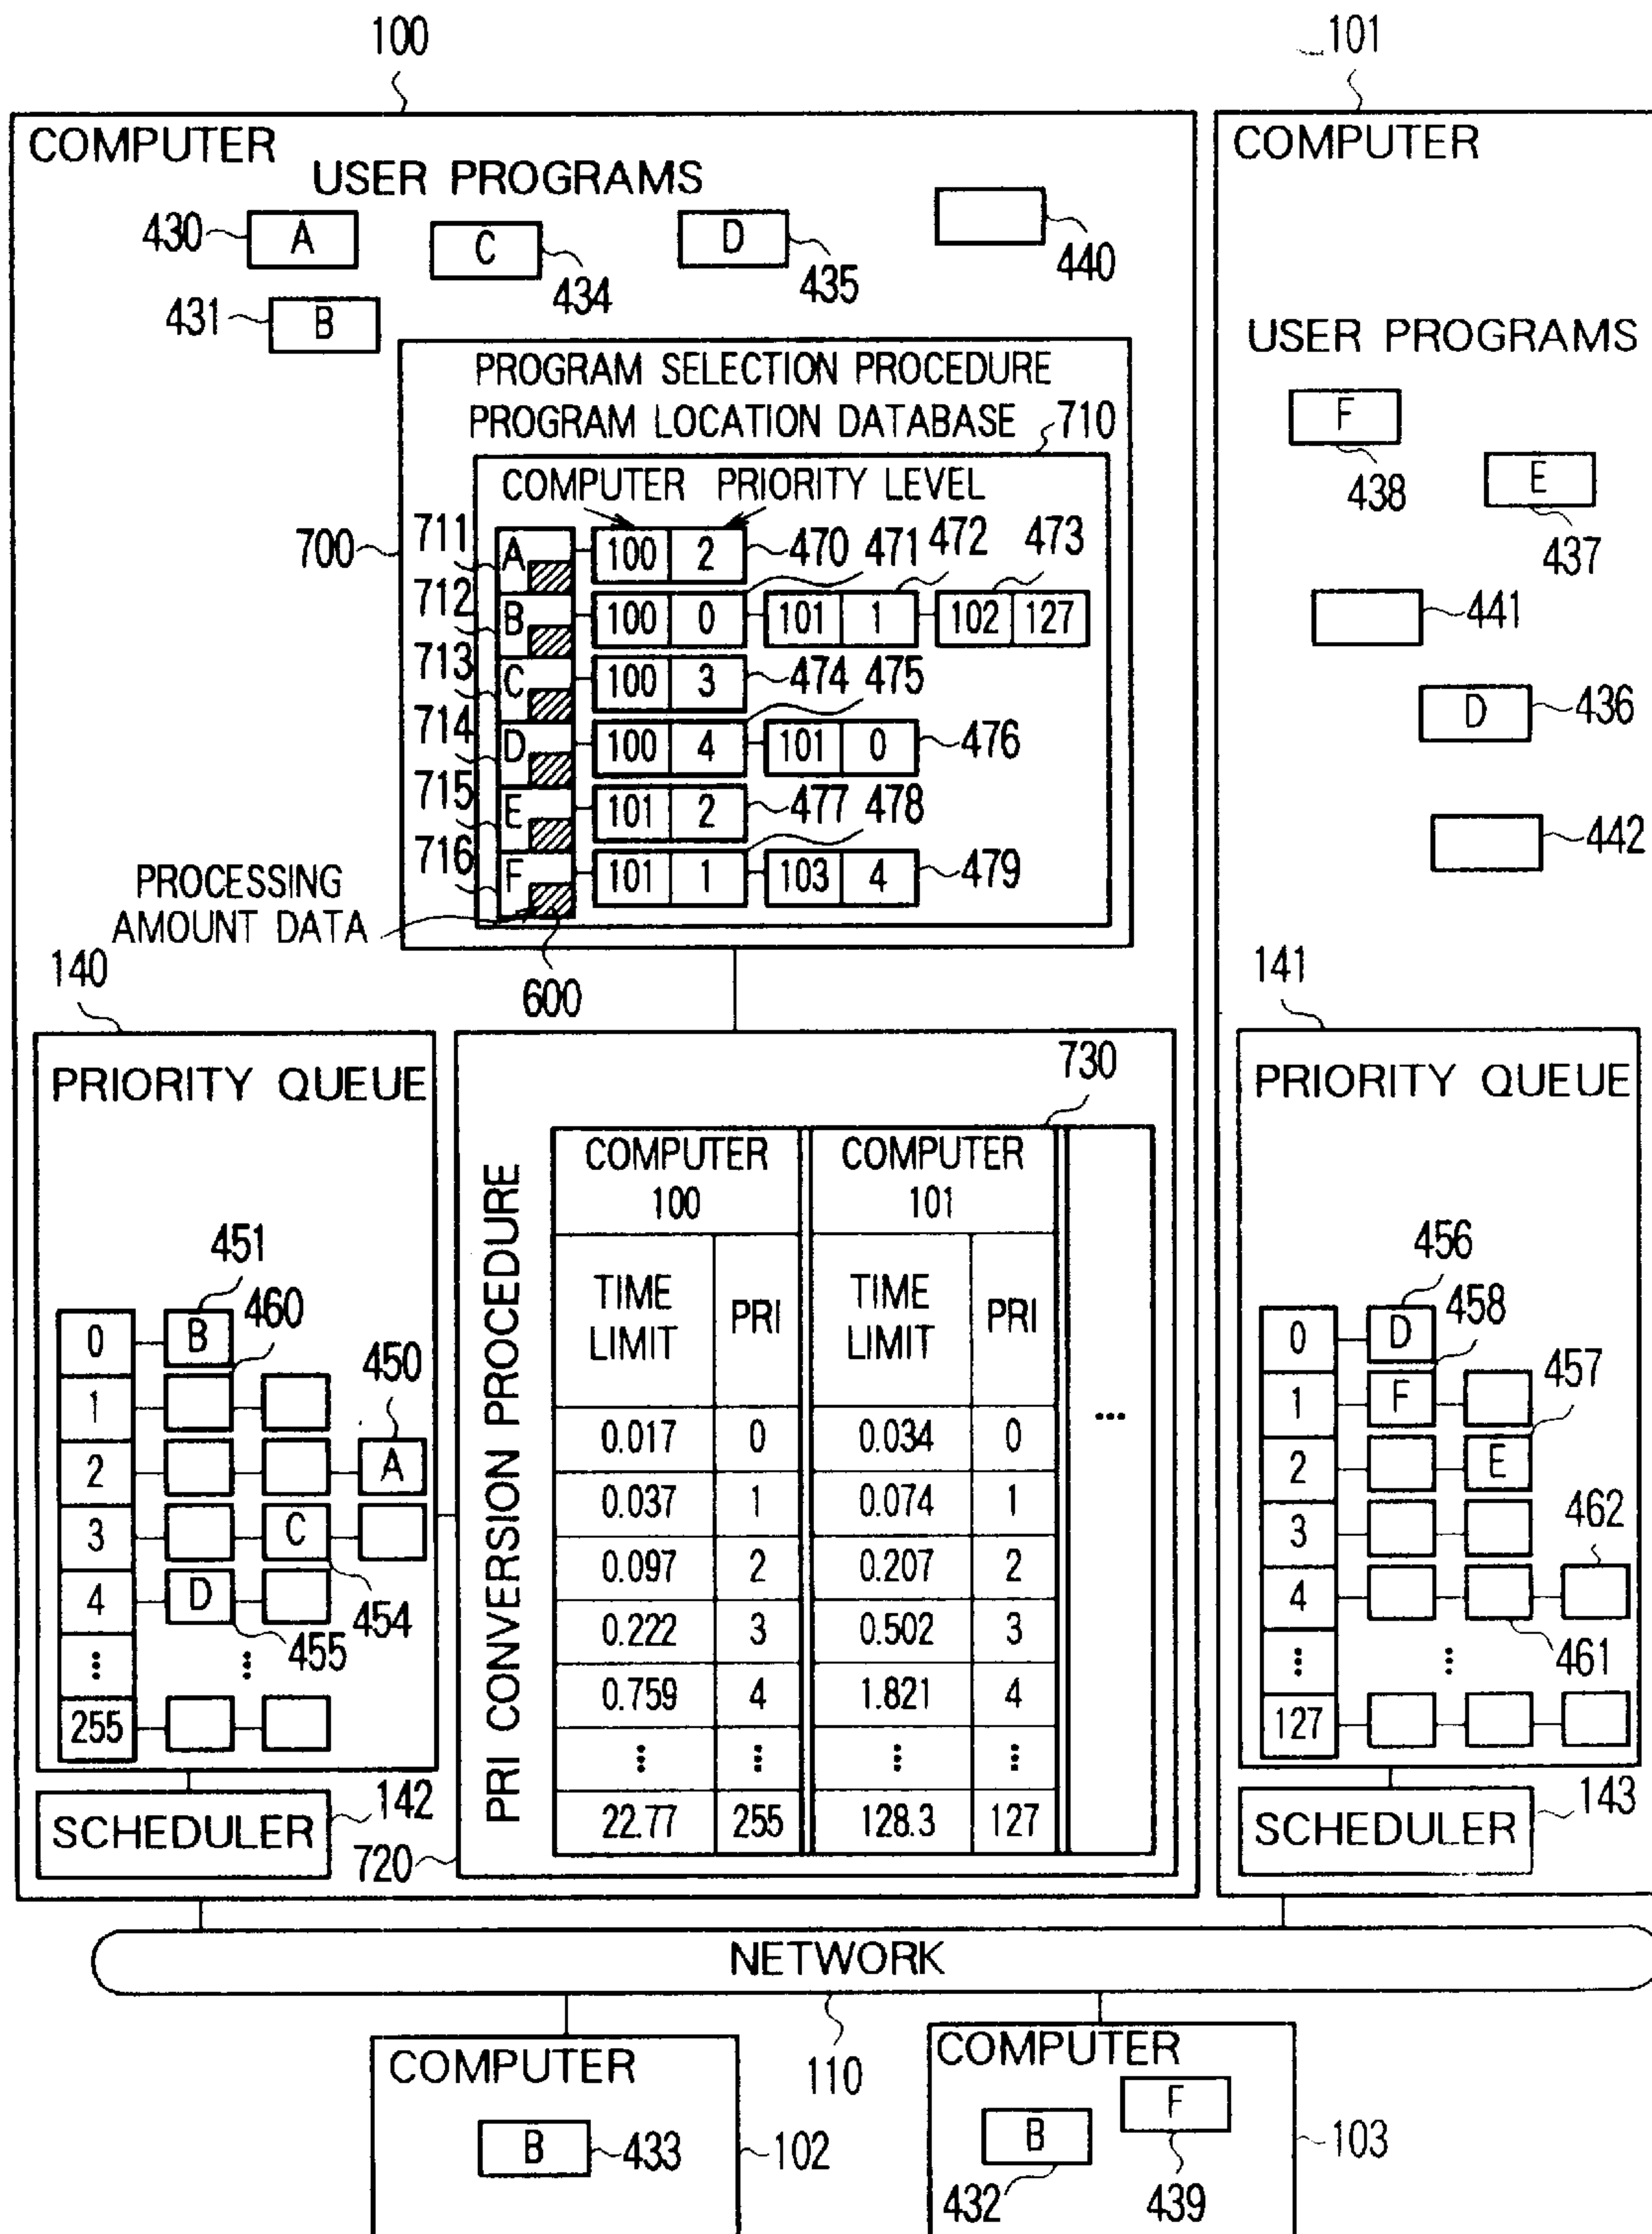 100
101
COMPUTER
USER PROGRAMS
430 A
C 434
D 435
440
431 B
PROGRAM SELECTION PROCEDURE
PROGRAM LOCATION DATABASE 710
COMPUTER PRIORITY LEVEL
700
711 A 100 2 470 471 472 473
712 B 100 0 101 1 102 127
713 C 100 3 474 475
714 D 100 4 101 0 476
715 E 101 2 477 478
716 F 101 1 103 4 479
PROCESSING
AMOUNT DATA
600
COMPUTER
USER PROGRAMS
F
438
E
437
441
D 436
442
140
PRIORITY QUEUE
451
460
0 B
450
1
2 A
3 C
4 D
454
455
⋮ ⋮
255
SCHEDULER 142
720
PRI CONVERSION PROCEDURE
730
COMPUTER 100 COMPUTER 101
TIME LIMIT PRI TIME LIMIT PRI
...
0.017 0 0.034 0
0.037 1 0.074 1
0.097 2 0.207 2
0.222 3 0.502 3
0.759 4 1.821 4
⋮ ⋮ ⋮ ⋮
22.77 255 128.3 127
141
PRIORITY QUEUE
456
458
0 D
457
1 F
2 E
3
462
4
461
⋮ ⋮
127
SCHEDULER 143
NETWORK
110
COMPUTER
B 433
102
COMPUTER
F
B
432
439
103